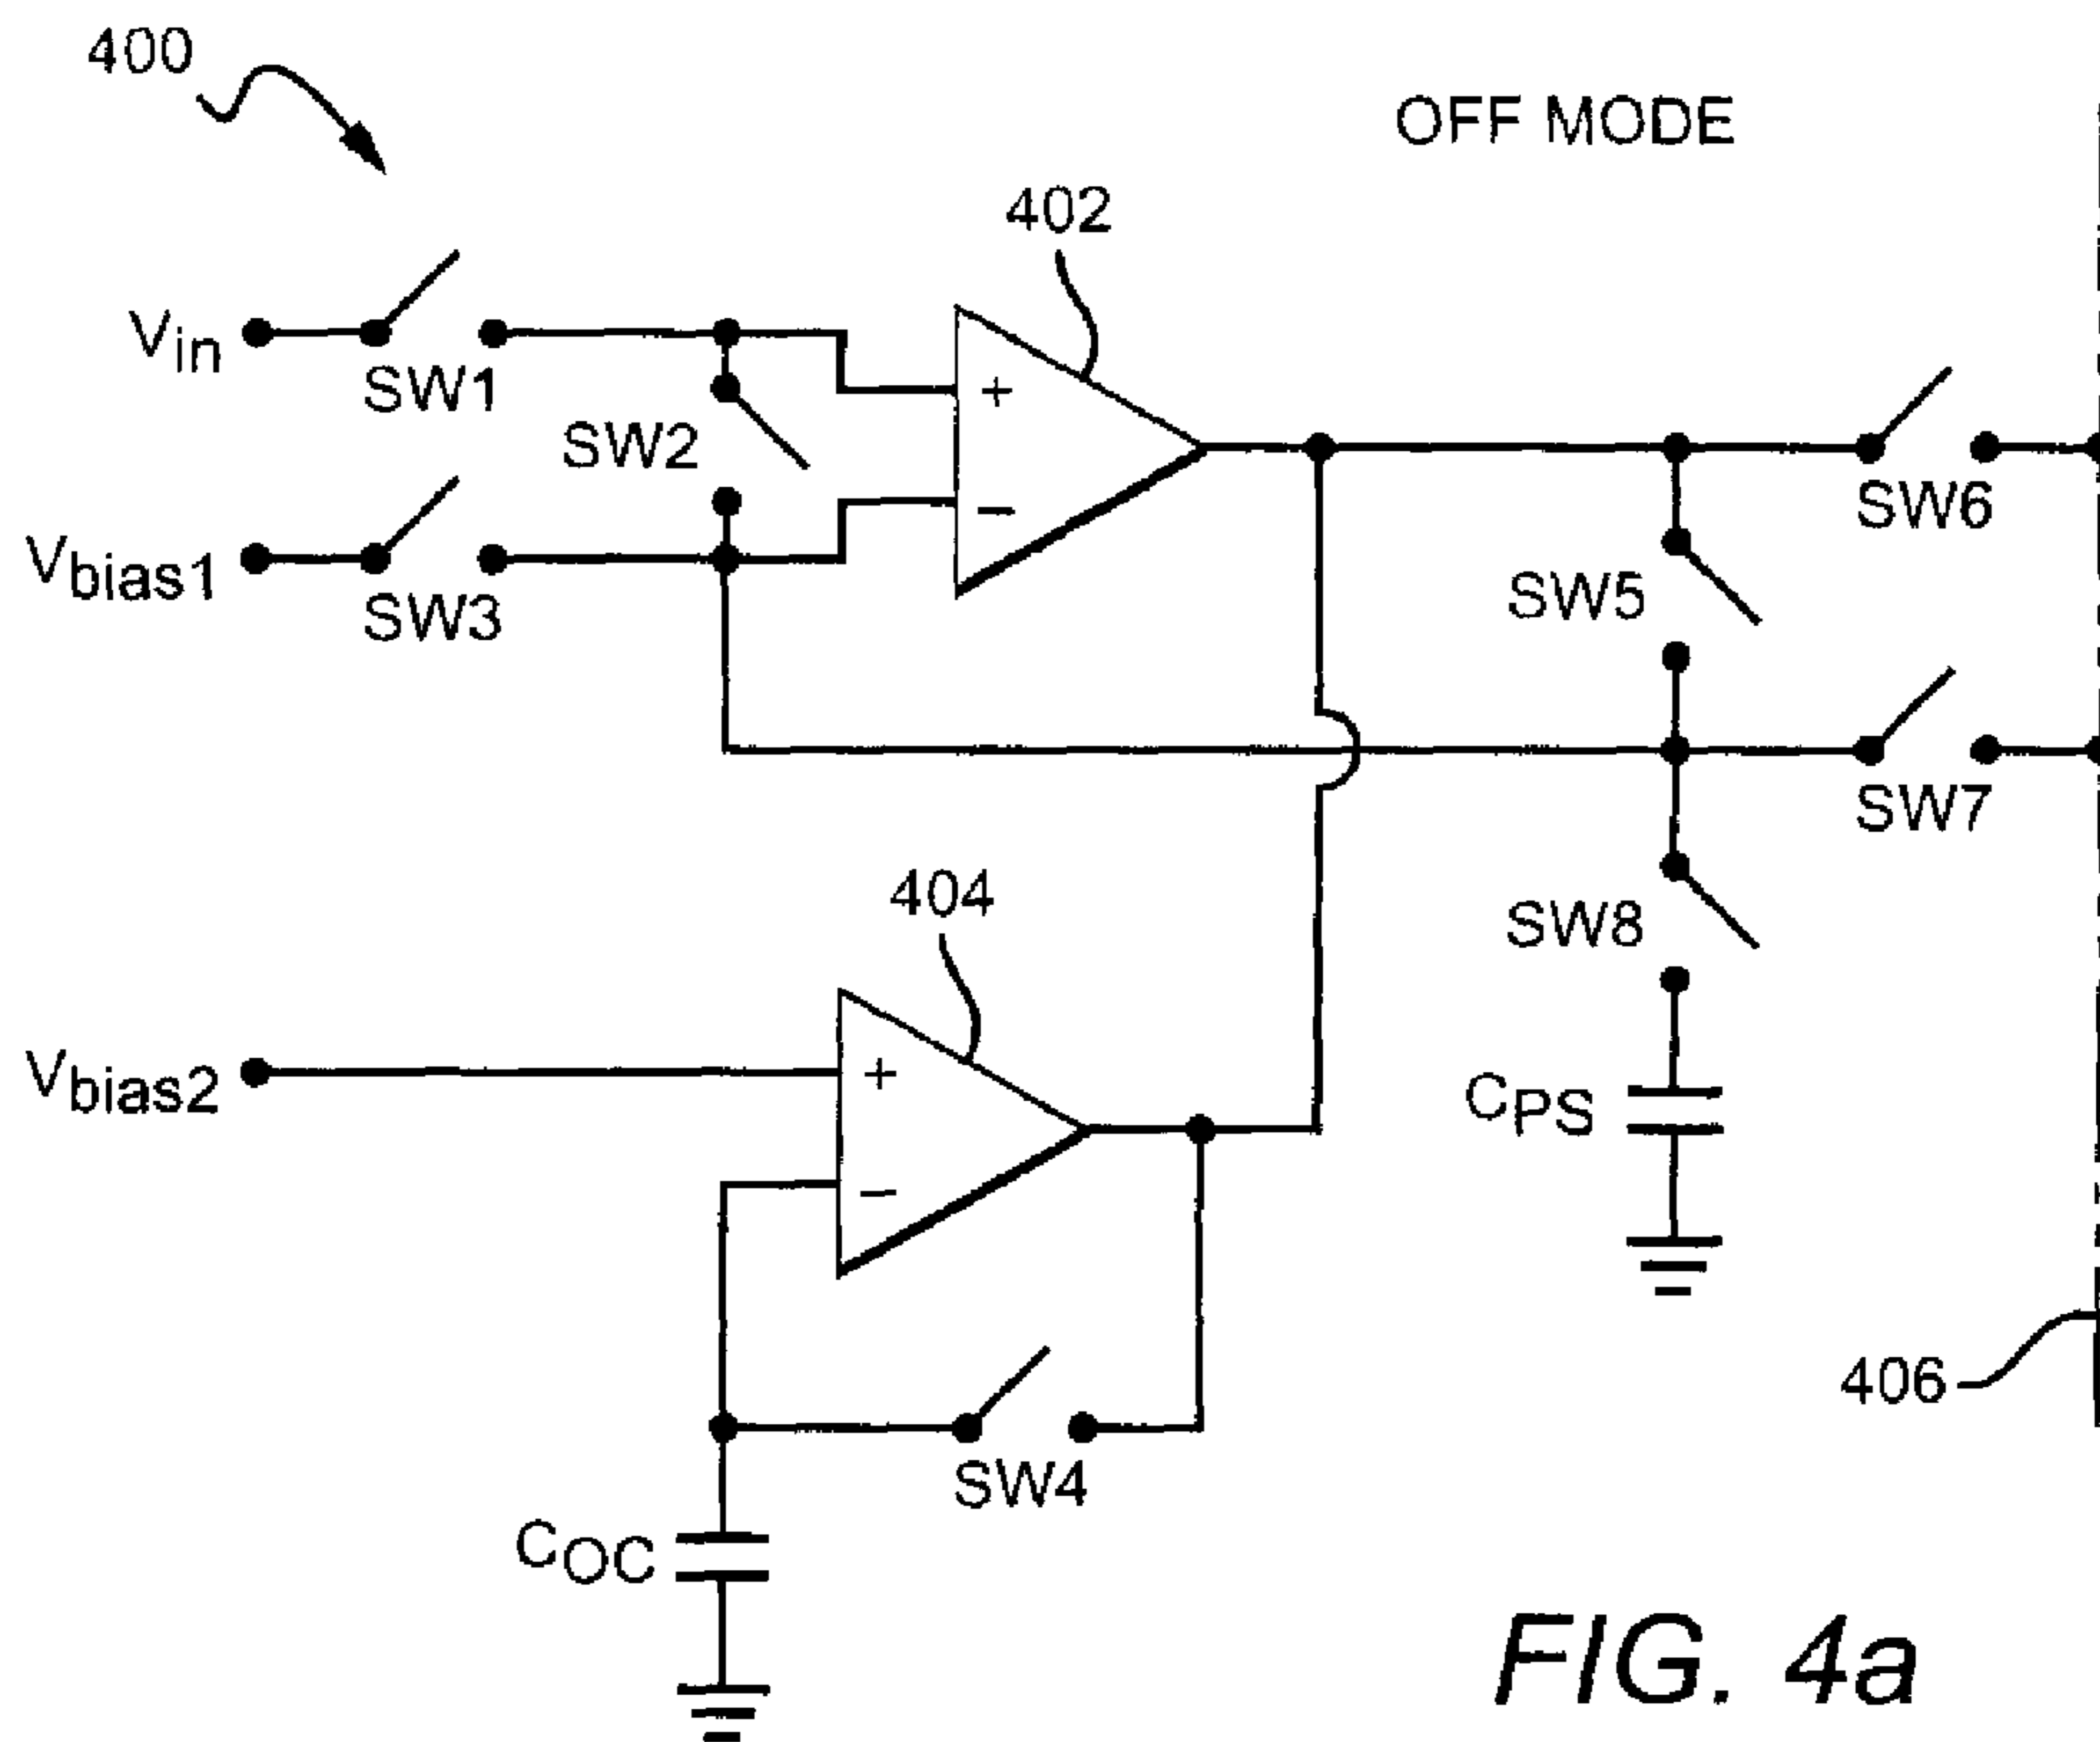 400
OFF MODE
402
Vin
SW1
SW2
+
−
SW6
Vbias1
SW3
SW5
SW7
404
SW8
Vbias2
+
−
CPS
406
SW4
COC
FIG. 4a